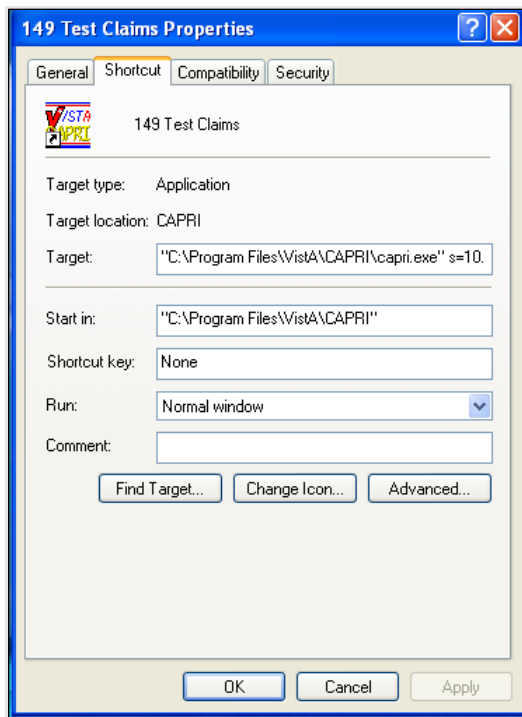 149 Test Claims Properties
General Shortcut Compatibility Security
VISTA
CAPRI
149 Test Claims
Target type: Application
Target location: CAPRI
Target: "C:\Program Files\VistA\CAPRI\capri.exe" s=10.
Start in: "C:\Program Files\VistA\CAPRI"
Shortcut key: None
Run: Normal window
Comment:
Find Target... Change Icon... Advanced...
OK Cancel Apply